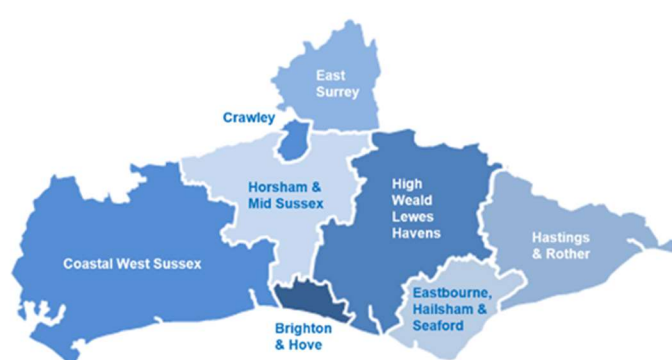 East
Surrey
Crawley
Horsham &
Mid Sussex
High
Weald
Lewes
Havens
Coastal West Sussex
Hastings
& Rother
Eastbourne,
Hailsham &
Seaford
Brighton
& Hove